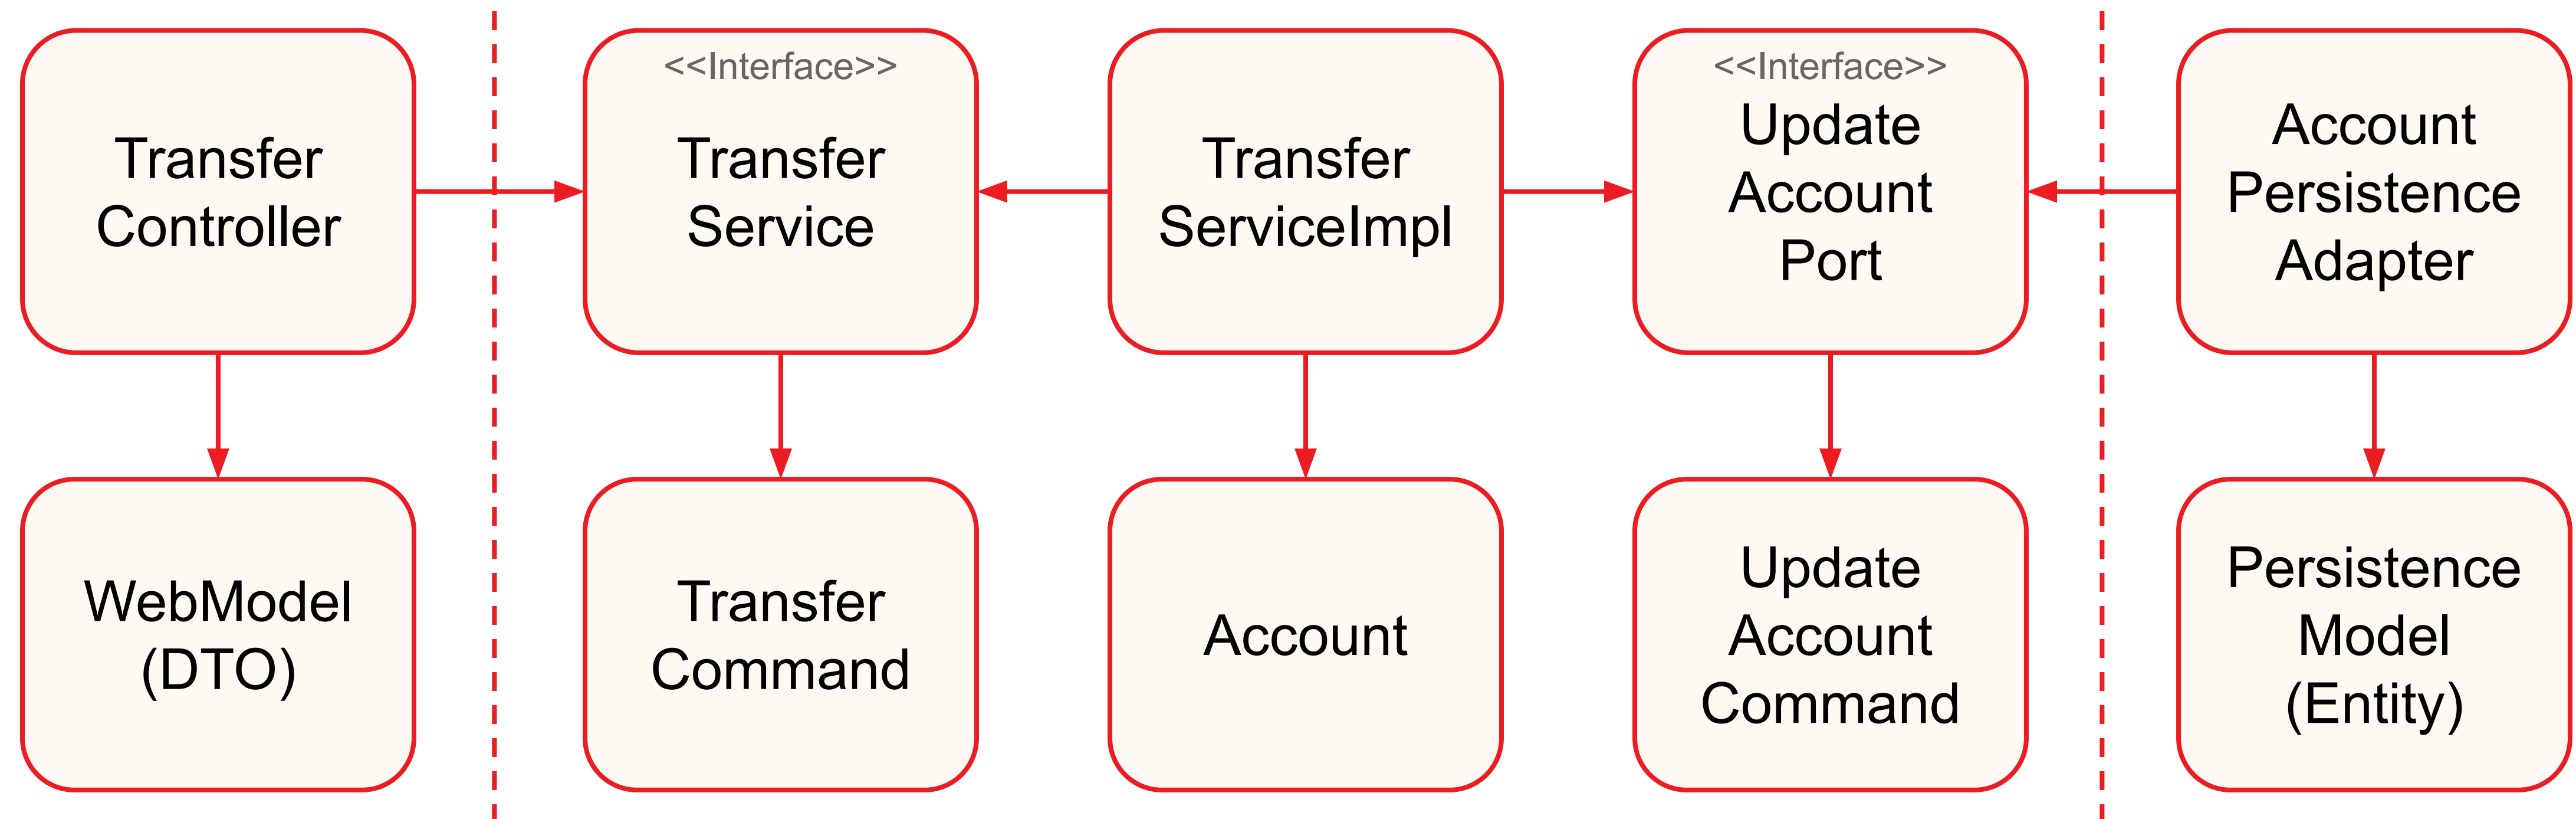 Transfer
Controller
<<Interface>>
Transfer
Service
Transfer
ServiceImpl
<<Interface>>
Update
Account
Port
Account
Persistence
Adapter
WebModel
(DTO)
Transfer
Command
Account
Update
Account
Command
Persistence
Model
(Entity)